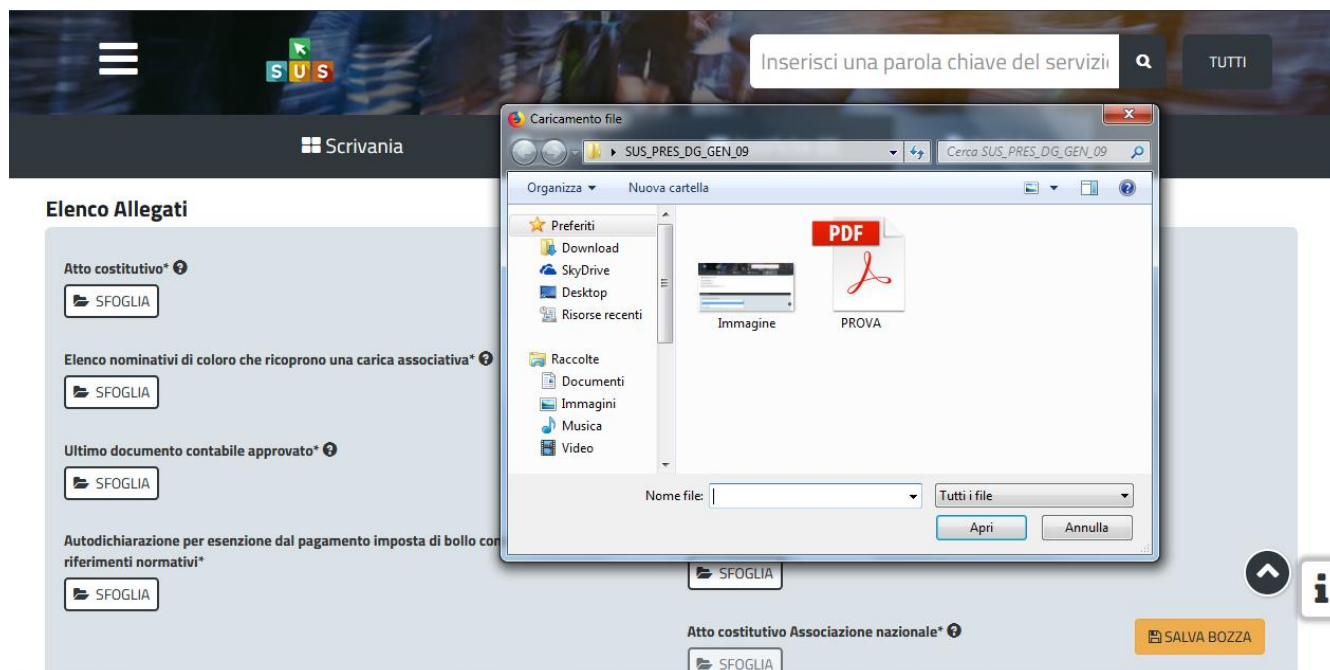 SUS
Inserisci una parola chiave del servizi
TUTTI
Scrivania
Caricamento file
SUS_PRES_DG_GEN_09
Cerca SUS_PRES_DG_GEN_09
Organizza
Nuova cartella
Preferiti
Download
SkyDrive
Desktop
Risorse recenti
Raccolte
Documenti
Immagini
Musica
Video
Immagine
PDF
PROVA
Nome file:
Tutti i file
Apri
Annulla
Elenco Allegati
Atto costitutivo*
SFOGLIA
Elenco nominativi di coloro che ricoprono una carica associativa*
SFOGLIA
Ultimo documento contabile approvato*
SFOGLIA
Autodichiarazione per esenzione dal pagamento imposta di bollo con
riferimenti normativi*
SFOGLIA
SFOGLIA
Atto costitutivo Associazione nazionale*
SFOGLIA
SALVA BOZZA